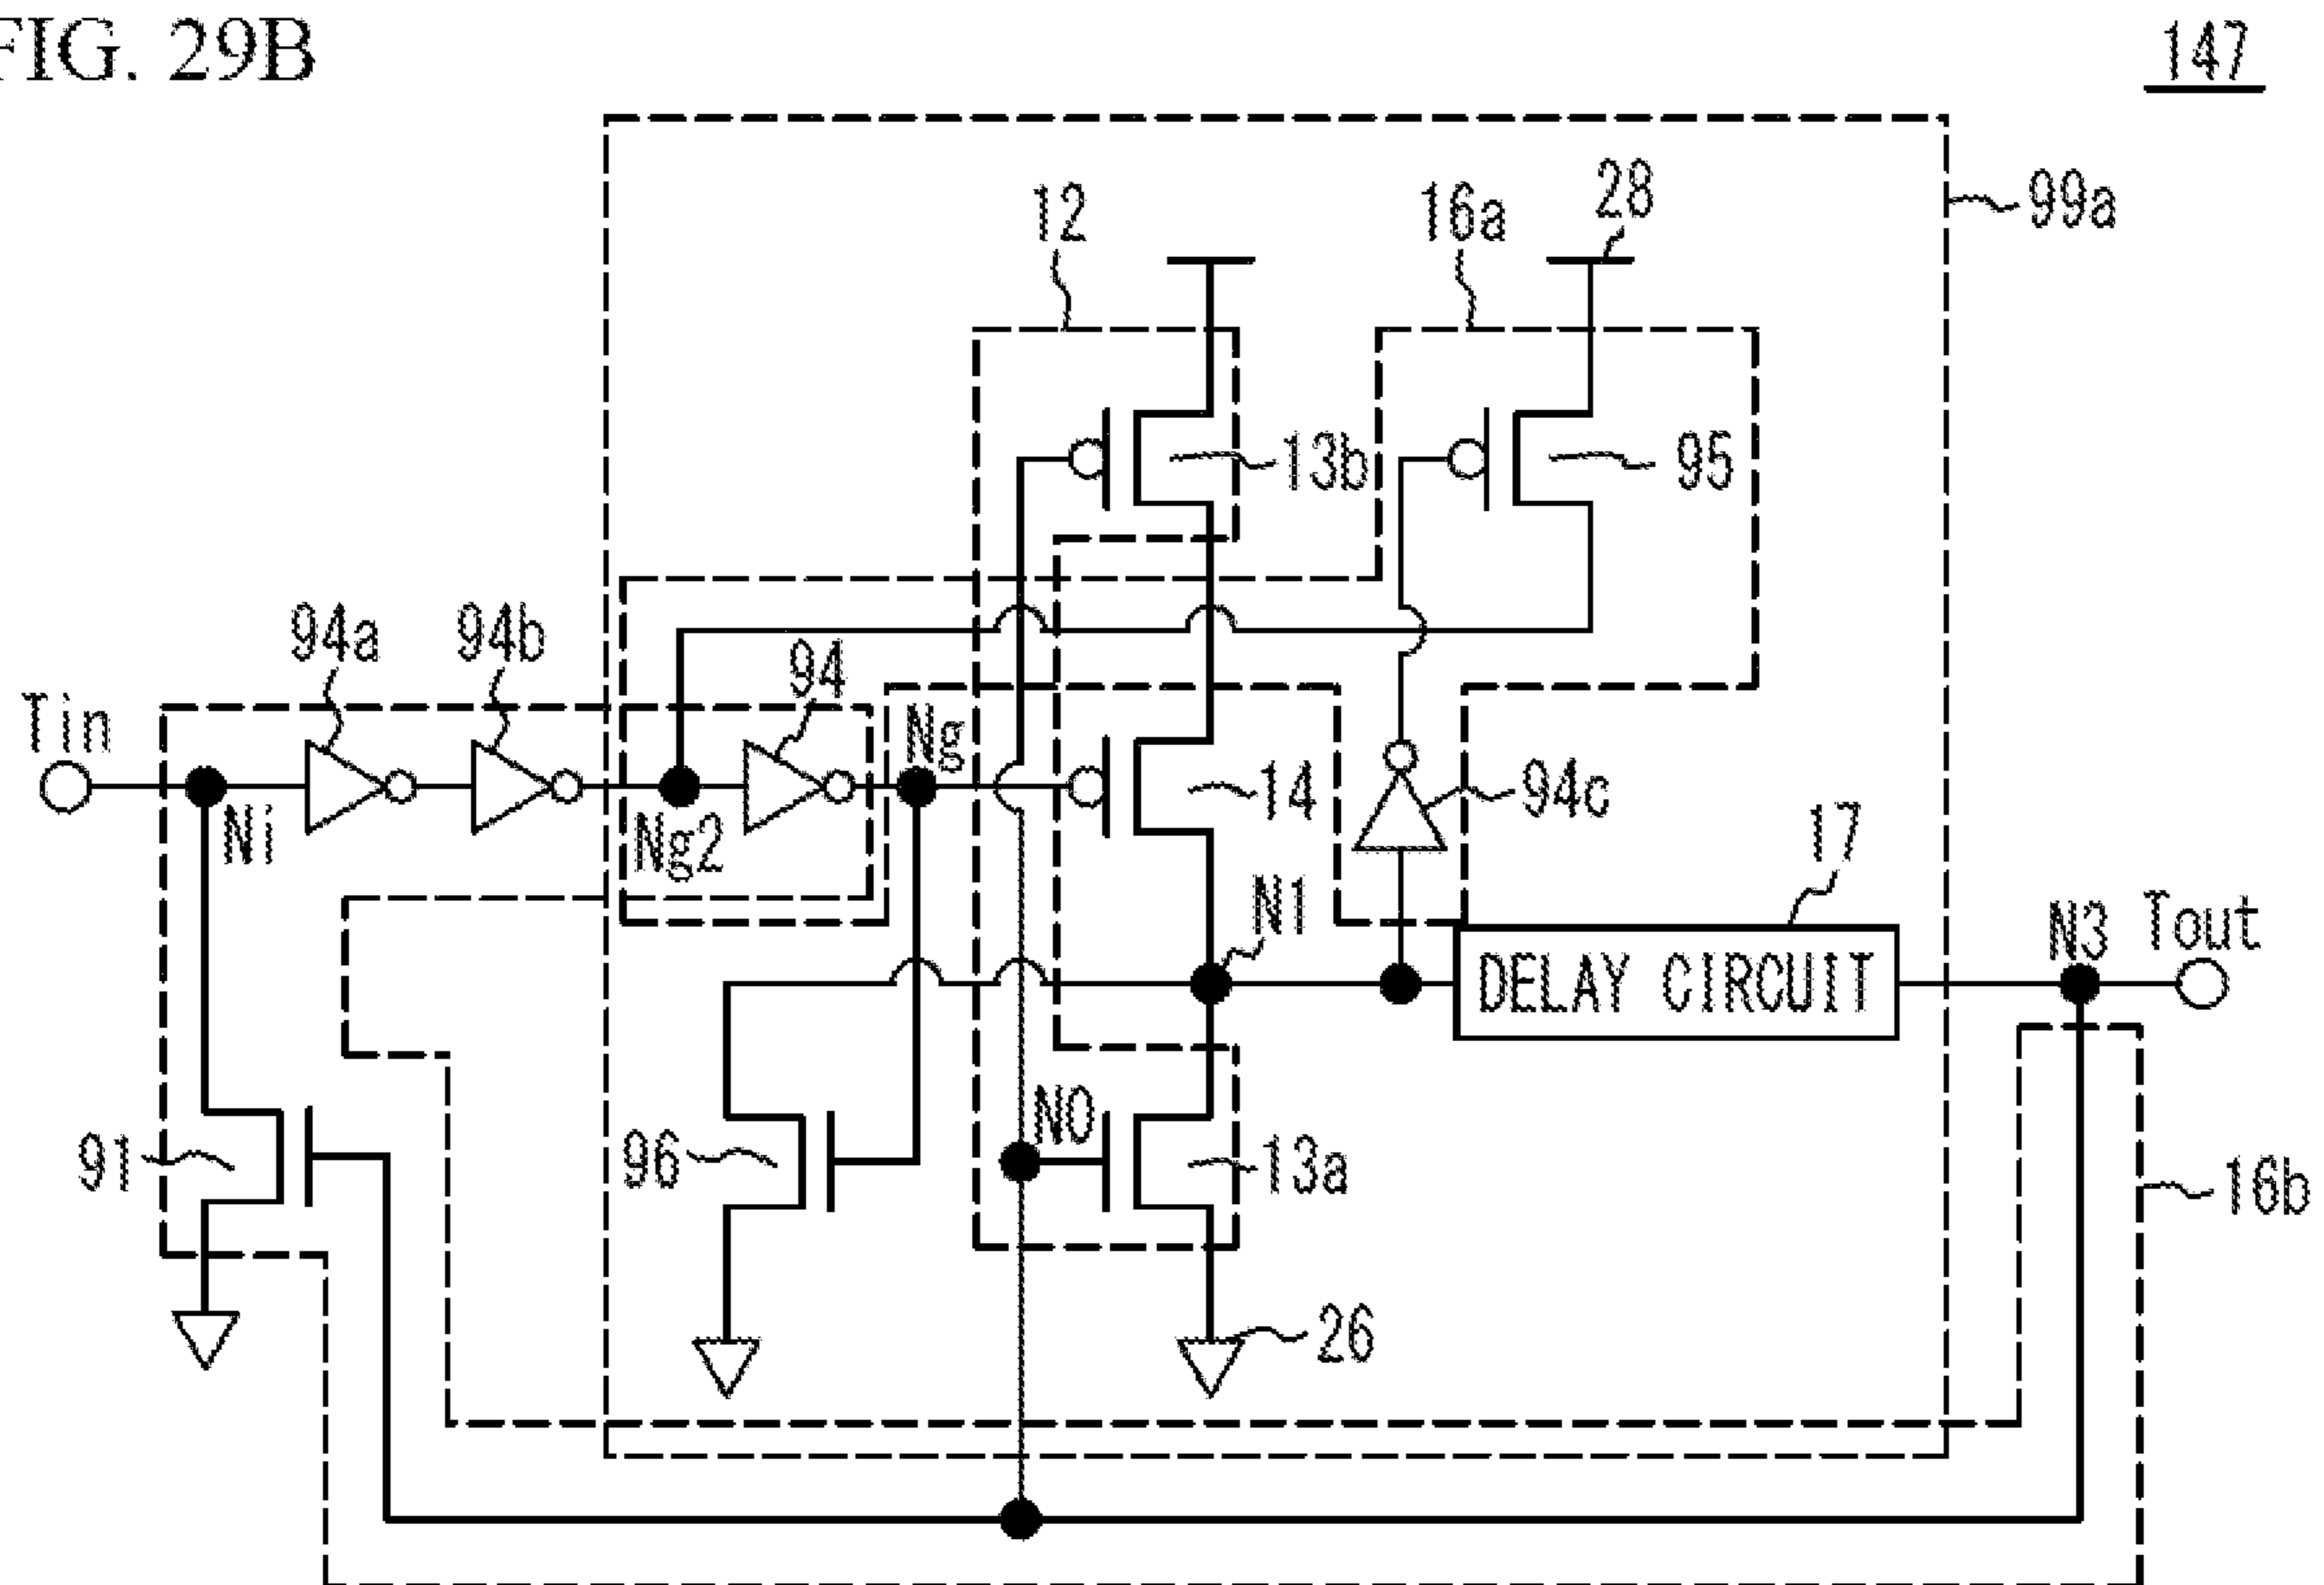 FIG. 29B
147
12
16a
28
99a
13b
95
94a
94b
94
Tin
Ng
14
94c
Ni
Ng2
17
N1
N3
Tout
DELAY CIRCUIT
91
96
N0
13a
16b
26